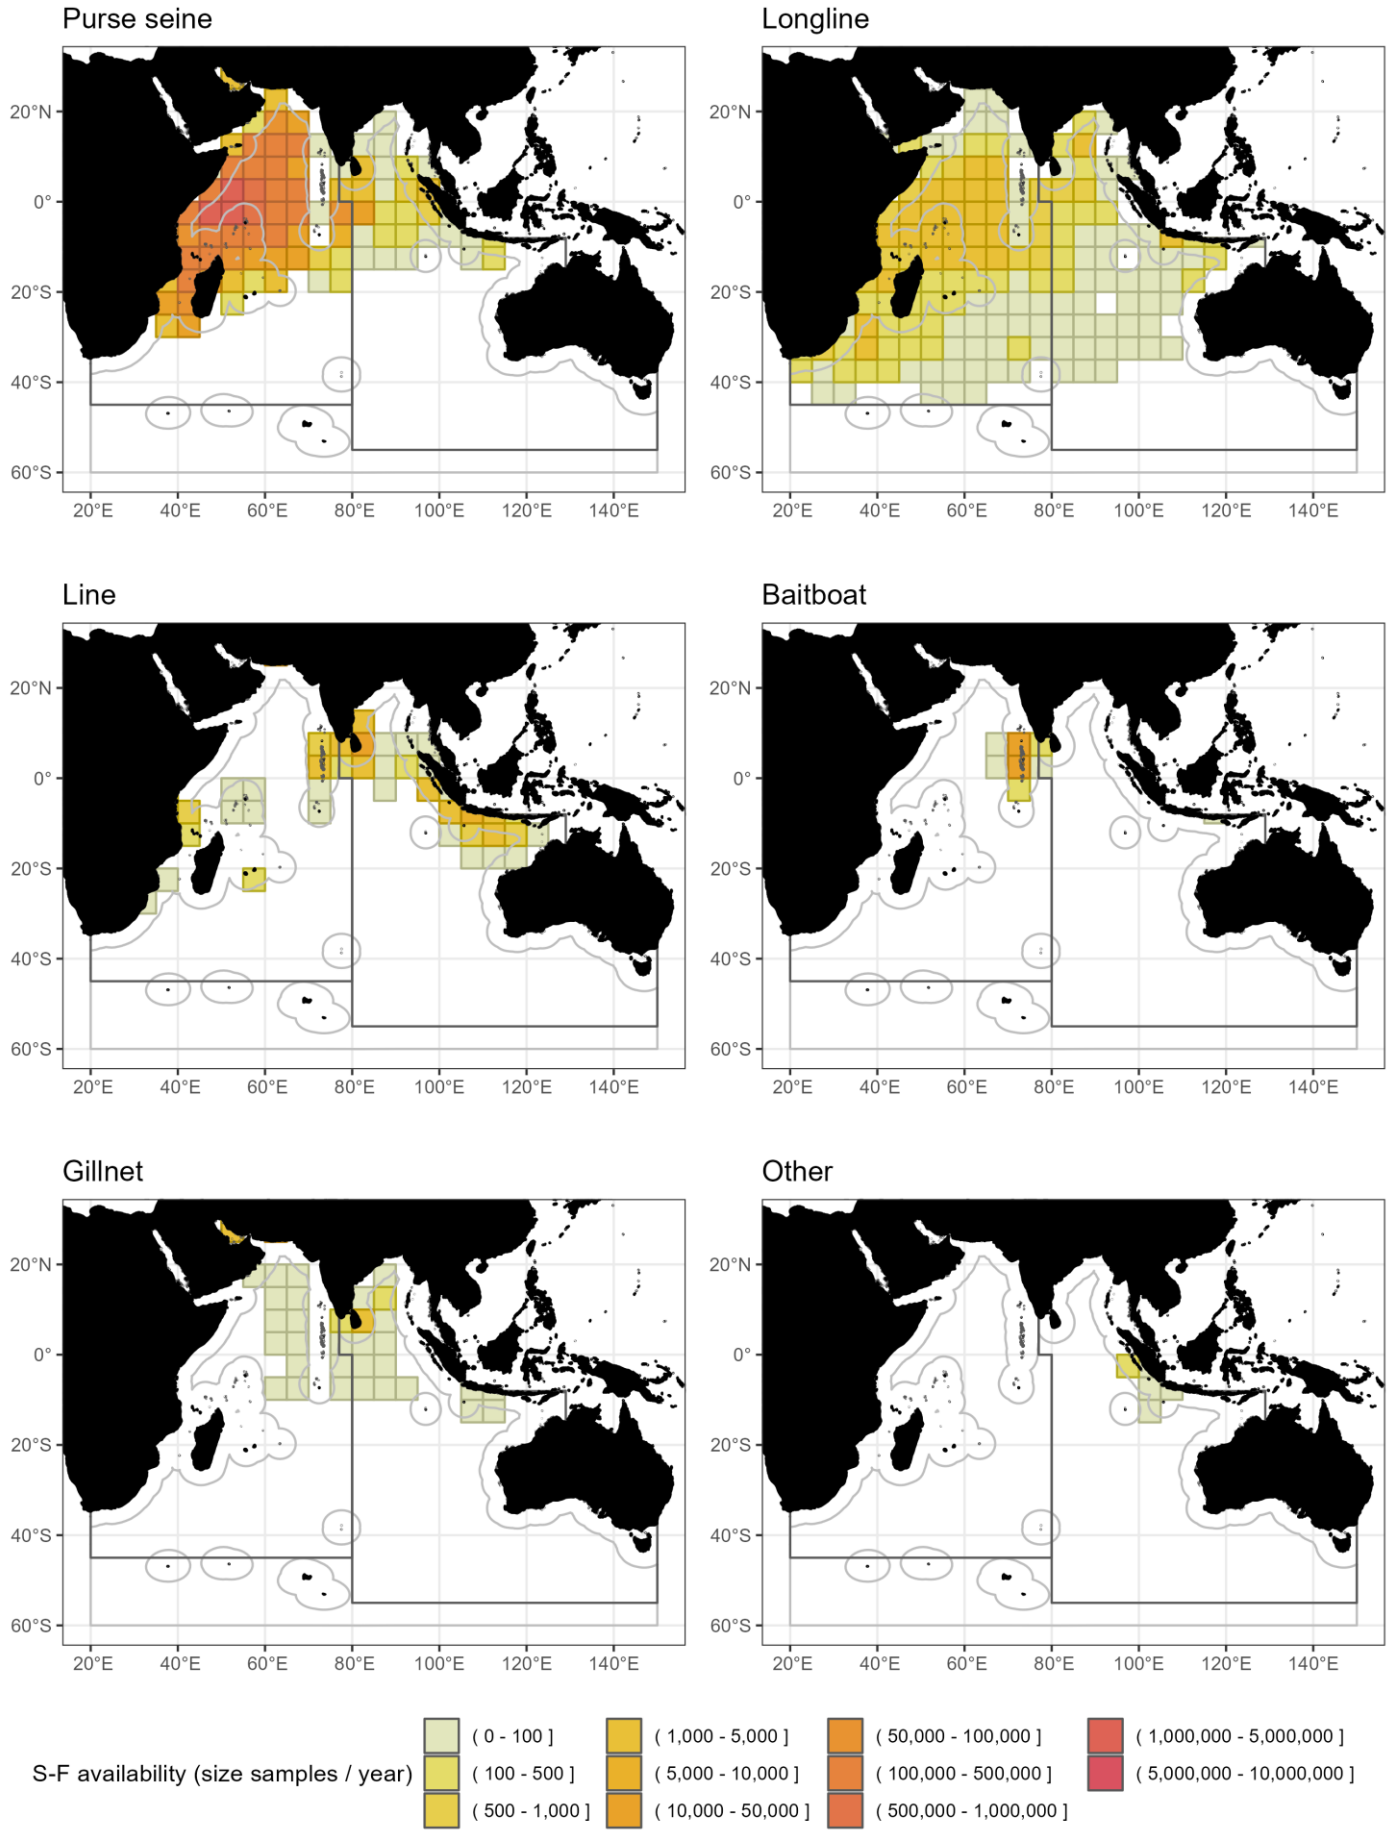 Purse seine
Longline
20°N
0°
20°S
40°S
60°S
20°E 40°E 60°E 80°E 100°E 120°E 140°E
20°N
0°
20°S
40°S
60°S
20°E 40°E 60°E 80°E 100°E 120°E 140°E
Line
Baitboat
20°N
0°
20°S
40°S
60°S
20°E 40°E 60°E 80°E 100°E 120°E 140°E
20°N
0°
20°S
40°S
60°S
20°E 40°E 60°E 80°E 100°E 120°E 140°E
Gillnet
Other
20°N
0°
20°S
40°S
60°S
20°E 40°E 60°E 80°E 100°E 120°E 140°E
20°N
0°
20°S
40°S
60°S
20°E 40°E 60°E 80°E 100°E 120°E 140°E
S-F availability (size samples / year)
( 0 - 100 ]
( 100 - 500 ]
( 500 - 1,000 ]
( 1,000 - 5,000 ]
( 5,000 - 10,000 ]
( 10,000 - 50,000 ]
( 50,000 - 100,000 ]
( 100,000 - 500,000 ]
( 500,000 - 1,000,000 ]
( 1,000,000 - 5,000,000 ]
( 5,000,000 - 10,000,000 ]